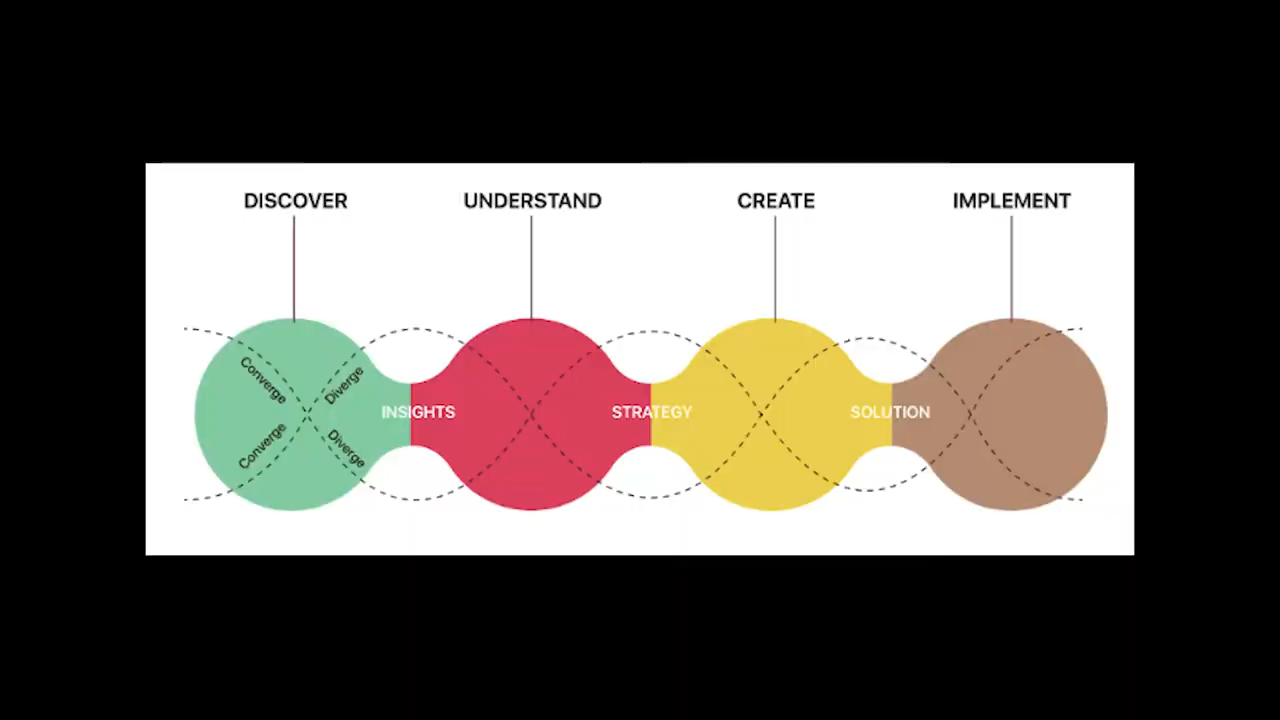 DISCOVER
UNDERSTAND
CREATE
IMPLEMENT
Converge
Diverge
INSIGHTS
STRATEGY
SOLUTION
Converge
Diverge